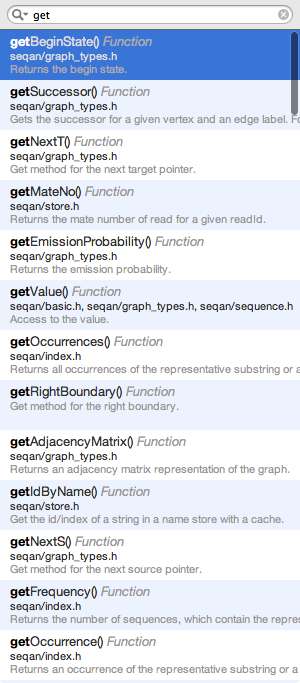 get
getBeginState() Function
seqan/graph_types.h
Returns the begin state.
getSuccessor() Function
seqan/graph_types.h
Gets the successor for a given vertex and an edge label. Fo
getNextT() Function
seqan/graph_types.h
Get method for the next target pointer.
getMateNo() Function
seqan/store.h
Returns the mate number of read for a given readId.
getEmissionProbability() Function
seqan/graph_types.h
Returns the emission probability.
getValue() Function
seqan/basic.h, seqan/graph_types.h, seqan/sequence.h
Access to the value.
getOccurrences() Function
seqan/index.h
Returns all occurrences of the representative substring or a
getRightBoundary() Function
Get method for the right boundary.
getAdjacencyMatrix() Function
seqan/graph_types.h
Returns an adjacency matrix representation of the graph.
getIdByName() Function
seqan/store.h
Get the id/index of a string in a name store with a cache.
getNextS() Function
seqan/graph_types.h
Get method for the next source pointer.
getFrequency() Function
seqan/index.h
Returns the number of sequences, which contain the repres
getOccurrence() Function
seqan/index.h
Returns an occurrence of the representative substring or a